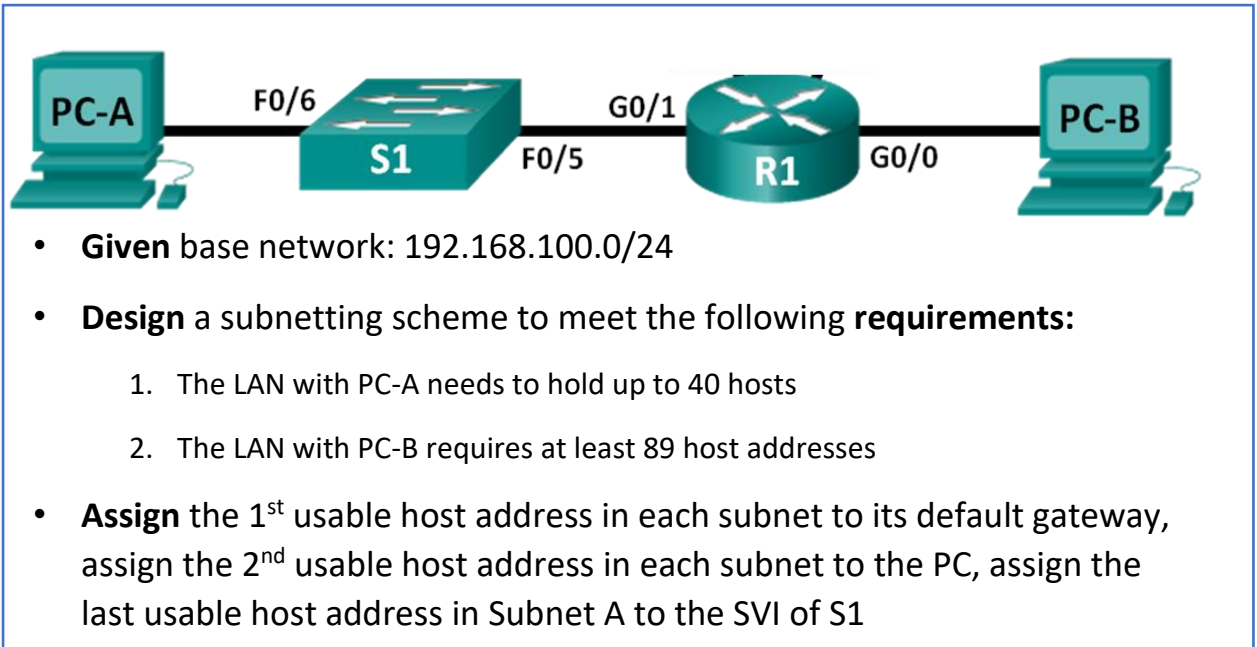 PC-A
F0/6
S1
F0/5
G0/1
R1
G0/0
PC-B
• Given base network: 192.168.100.0/24
• Design a subnetting scheme to meet the following requirements:
1. The LAN with PC-A needs to hold up to 40 hosts
2. The LAN with PC-B requires at least 89 host addresses
• Assign the 1st usable host address in each subnet to its default gateway,
assign the 2nd usable host address in each subnet to the PC, assign the
last usable host address in Subnet A to the SVI of S1